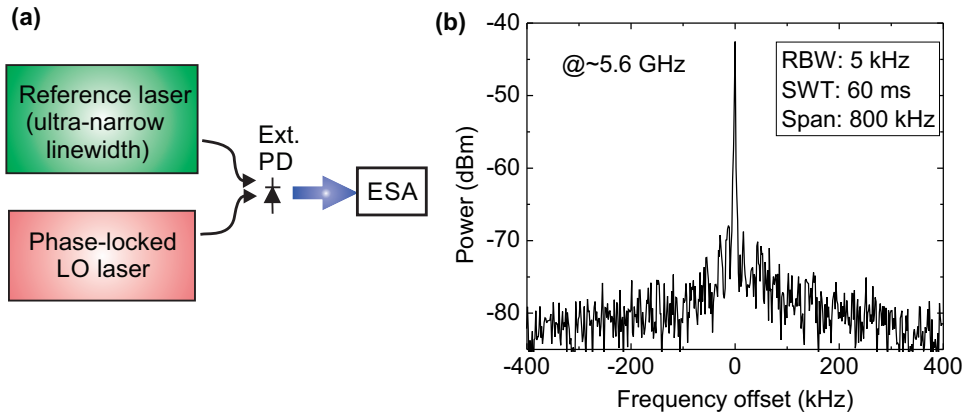 (a)
Reference laser
(ultra-narrow
linewidth)
Ext.
PD
ESA
Phase-locked
LO laser
(b)
@~5.6 GHz
RBW: 5 kHz
SWT: 60 ms
Span: 800 kHz
Power (dBm)
-40
-50
-60
-70
-80
-400
-200
0
200
400
Frequency offset (kHz)